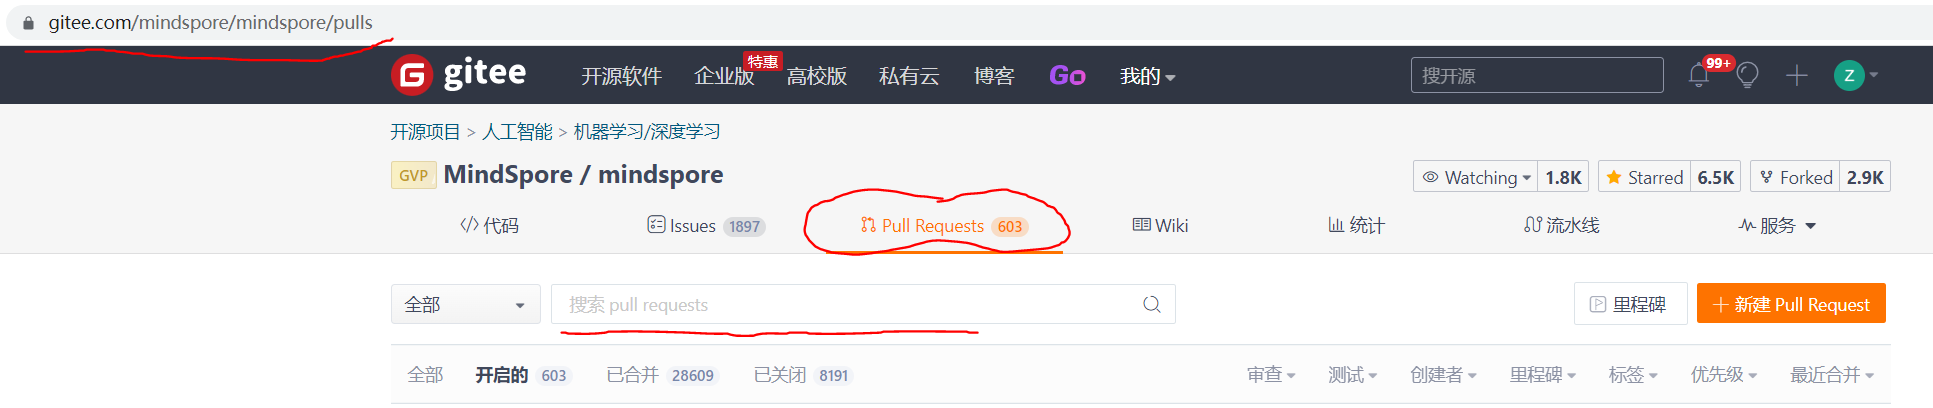 gitee.com/mindspore/mindspore/pulls
gitee 开源软件 企业版 特惠 高校版 私有云 博客 Go 我的 搜开源 99+ Z
开源项目 > 人工智能 > 机器学习/深度学习
GVP MindSpore / mindspore Watching 1.8K Starred 6.5K Forked 2.9K
代码 Issues 1897 Pull Requests 603 Wiki 统计 流水线 服务
全部 搜索 pull requests 里程碑 + 新建 Pull Request
全部 开启的 603 已合并 28609 已关闭 8191 审查 测试 创建者 里程碑 标签 优先级 最近合并